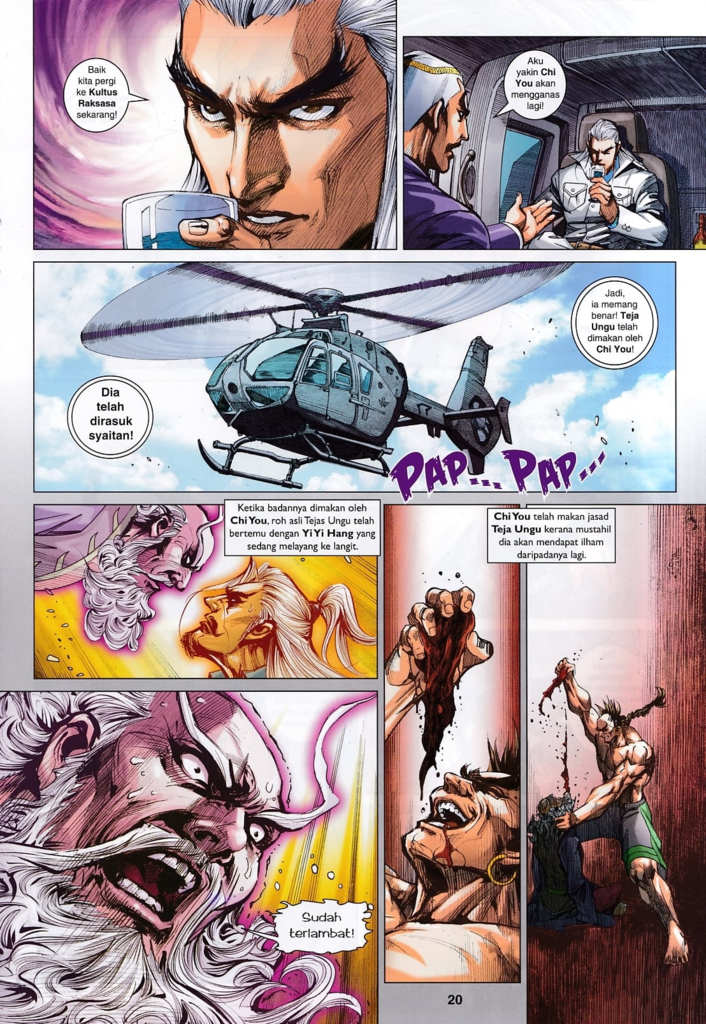 Baik
kita pergi
ke Kultus
Raksasa
sekarang!
Aku
yakin Chi
You akan
mengganas
lagi!
Jadi,
ia memang
benar! Teja
Ungu telah
dimakan oleh
Chi You!
Dia
telah
dirasuk
syaitan!
PAP... PAP...
Ketika badannya dimakan oleh
Chi You, roh asli Tejas Ungu telah
bertemu dengan Yi Yi Hang yang
sedang melayang ke langit.
Chi You telah makan jasad
Teja Ungu kerana mustahil
dia akan mendapat ilham
daripadanya lagi.
Sudah
terlambat!
20